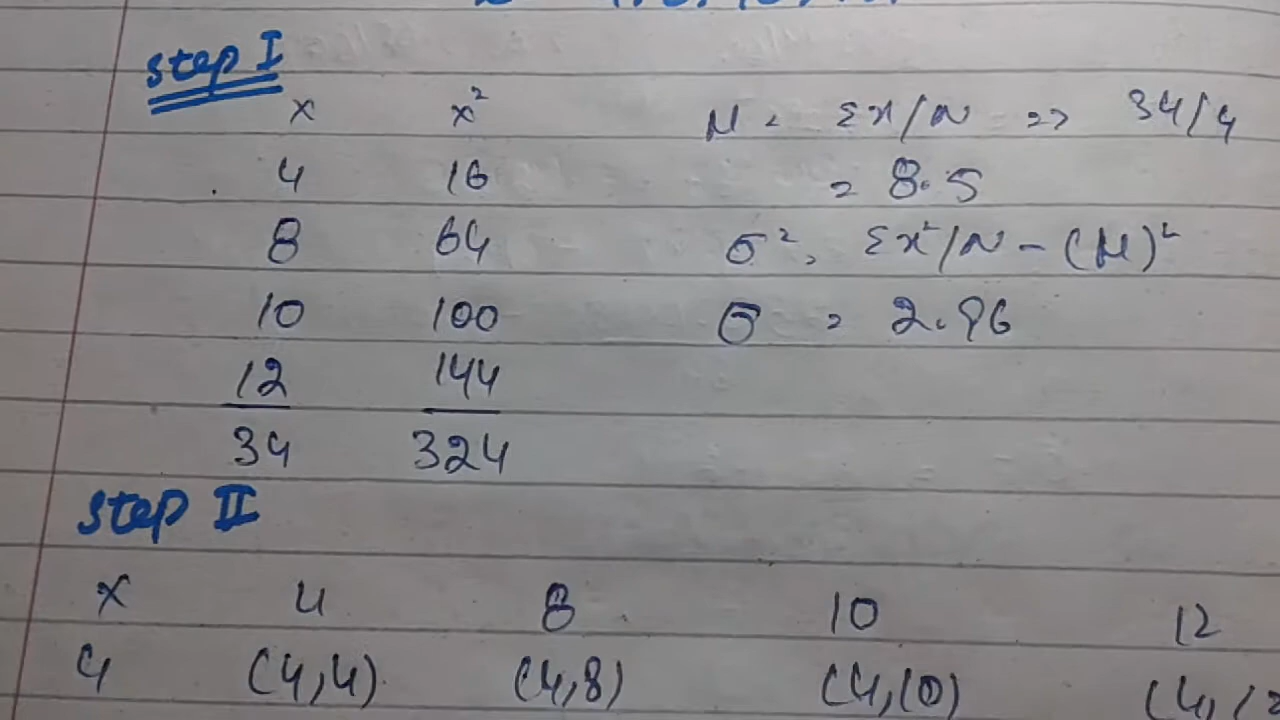 step I
x x² μ = Σx/N => 34/4
4 16 = 8.5
8 64 σ² = Σx²/N - (μ)²
10 100 σ = 2.96
12 144
34 324
step II
x 4 8 10 12
4 (4,4) (4,8) (4,10)